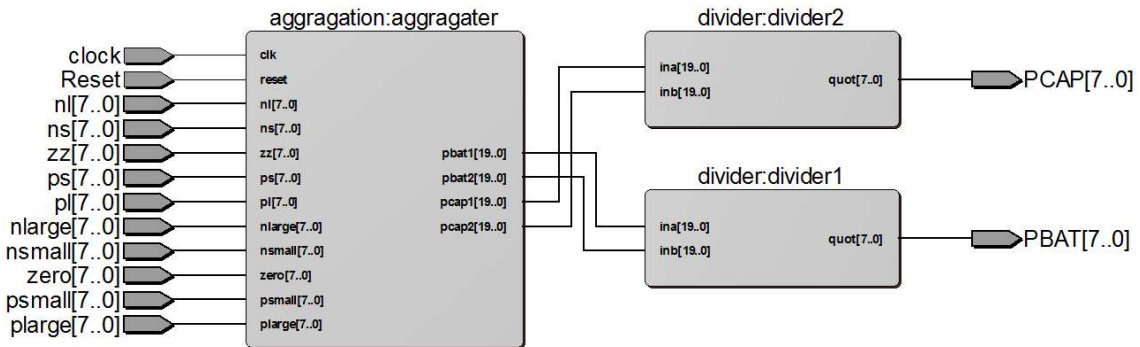 aggragation:aggragater
divider:divider2
clock
clk
Reset
reset
nl[7..0]
nl[7..0]
ns[7..0]
ns[7..0]
zz[7..0]
zz[7..0]
ps[7..0]
ps[7..0]
pl[7..0]
pl[7..0]
nlarge[7..0]
nlarge[7..0]
nsmall[7..0]
nsmall[7..0]
zero[7..0]
zero[7..0]
psmall[7..0]
psmall[7..0]
plarge[7..0]
plarge[7..0]
pbat1[19..0]
pbat2[19..0]
pcap1[19..0]
pcap2[19..0]
ina[19..0]
inb[19..0]
quot[7..0]
PCAP[7..0]
divider:divider1
ina[19..0]
inb[19..0]
quot[7..0]
PBAT[7..0]